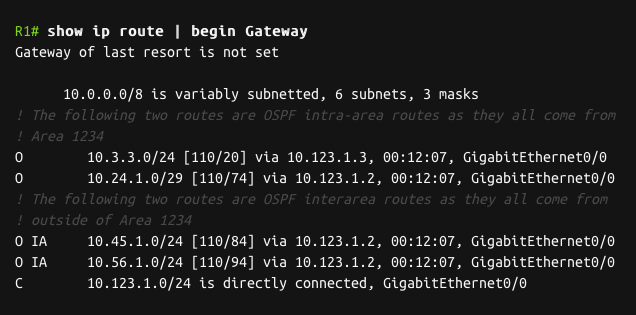 R1# show ip route | begin Gateway
Gateway of last resort is not set
10.0.0.0/8 is variably subnetted, 6 subnets, 3 masks
! The following two routes are OSPF intra-area routes as they all come from
! Area 1234
O 10.3.3.0/24 [110/20] via 10.123.1.3, 00:12:07, GigabitEthernet0/0
O 10.24.1.0/29 [110/74] via 10.123.1.2, 00:12:07, GigabitEthernet0/0
! The following two routes are OSPF interarea routes as they all come from
! outside of Area 1234
O IA 10.45.1.0/24 [110/84] via 10.123.1.2, 00:12:07, GigabitEthernet0/0
O IA 10.56.1.0/24 [110/94] via 10.123.1.2, 00:12:07, GigabitEthernet0/0
C 10.123.1.0/24 is directly connected, GigabitEthernet0/0